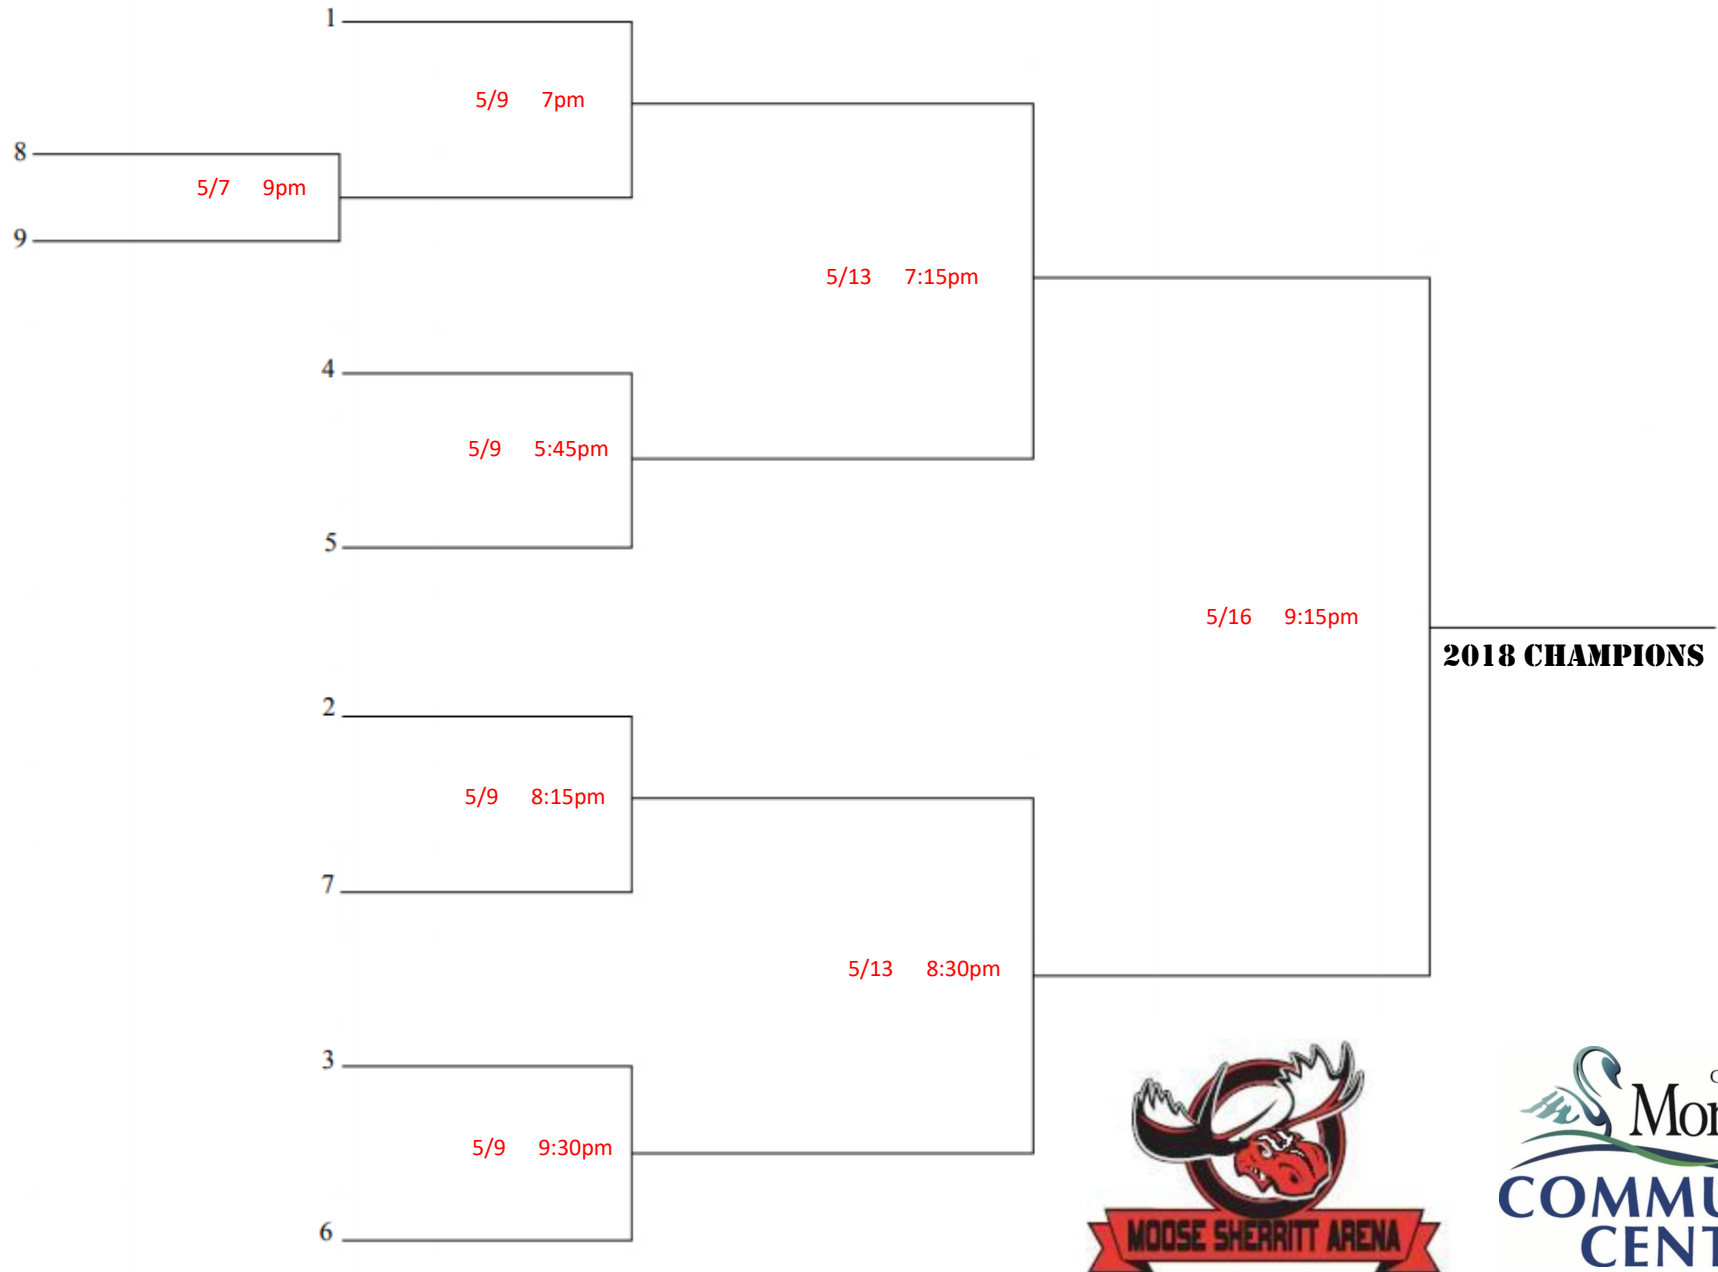 1
5/9 7pm
8
5/7 9pm
9
5/13 7:15pm
4
5/9 5:45pm
5
5/16 9:15pm
2018 CHAMPIONS
2
5/9 8:15pm
7
5/13 8:30pm
3
5/9 9:30pm
6
MOOSE SHERRITT ARENA